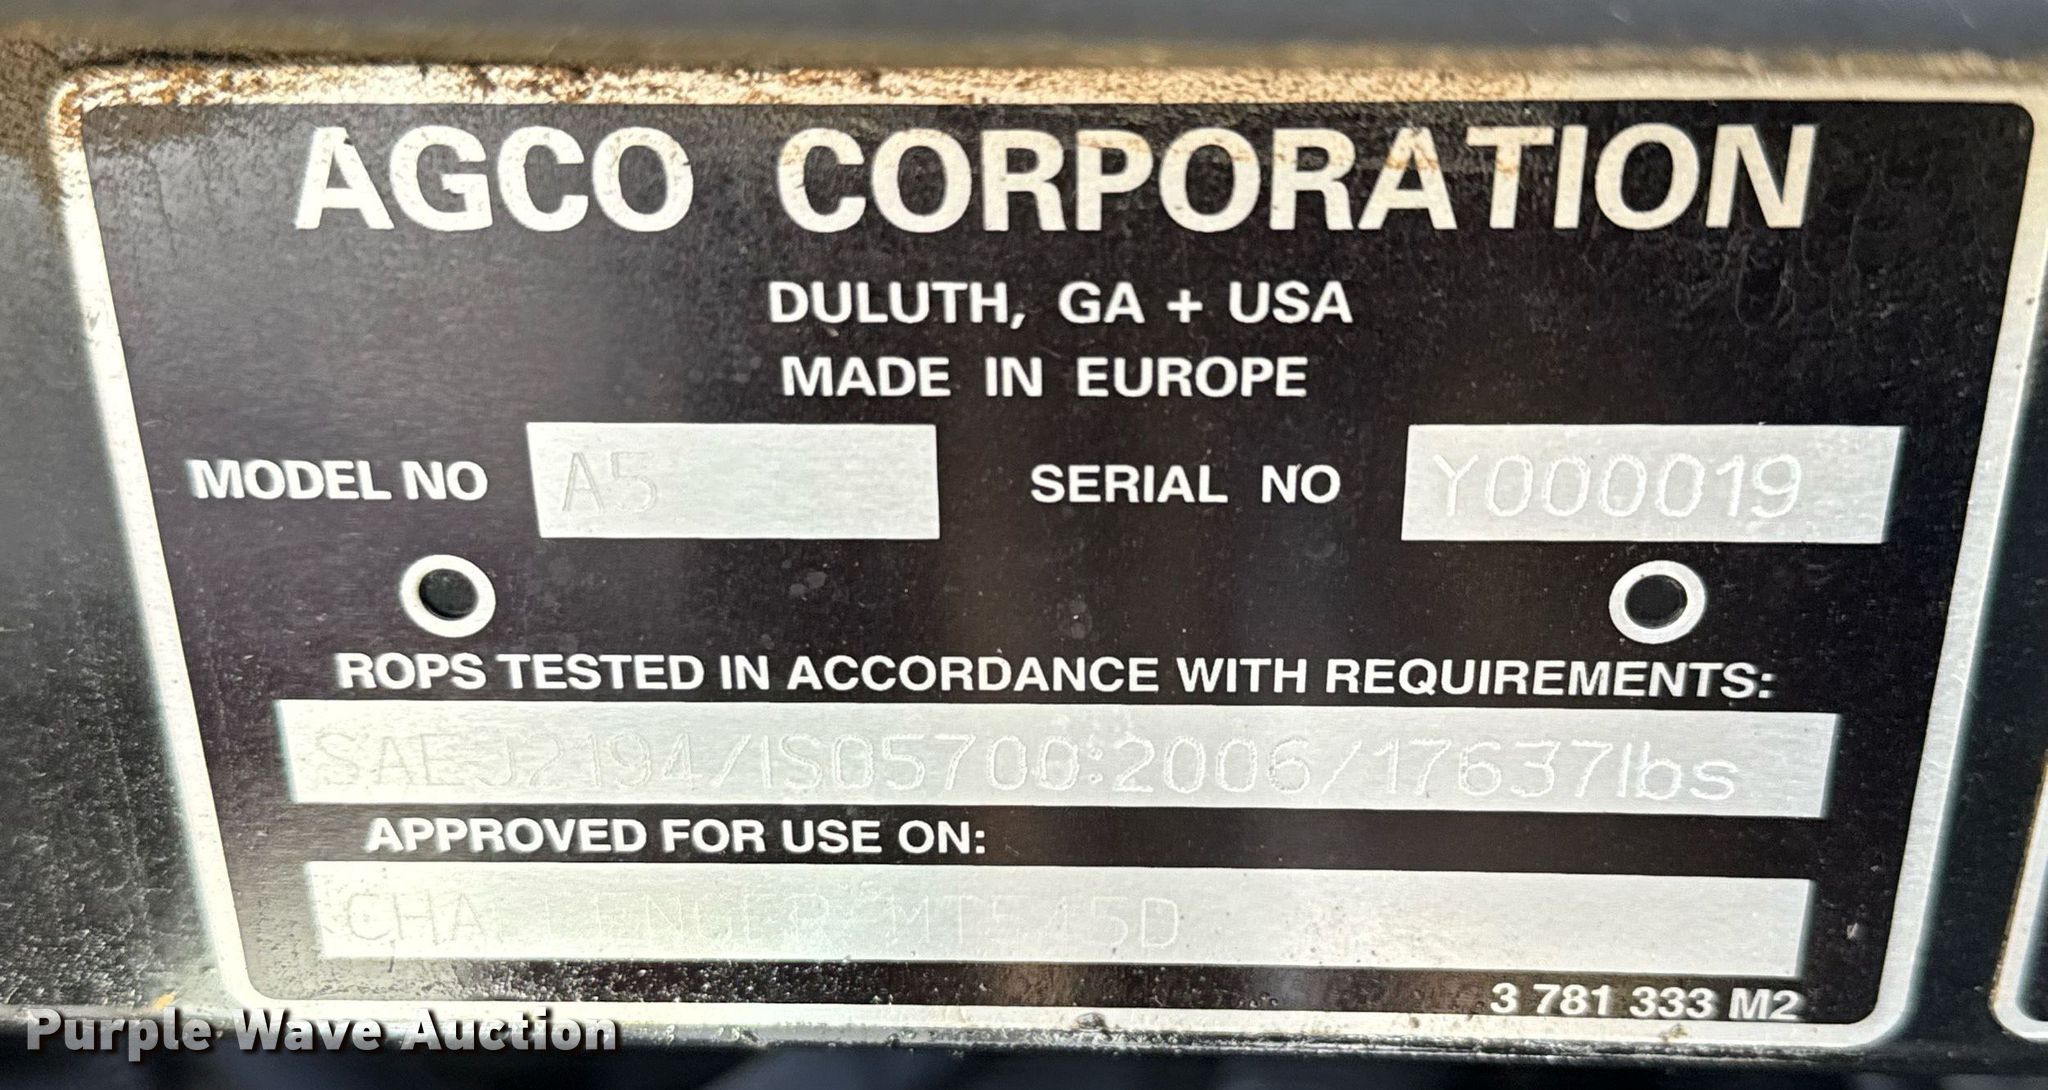 AGCO CORPORATION
DULUTH, GA + USA
MADE IN EUROPE
MODEL NO A5 SERIAL NO Y000019
ROPS TESTED IN ACCORDANCE WITH REQUIREMENTS:
SAE J2194/ISO5700:2006/17637lbs
APPROVED FOR USE ON:
CHALLENGER MT545D
3 781 333 M2
Purple Wave Auction